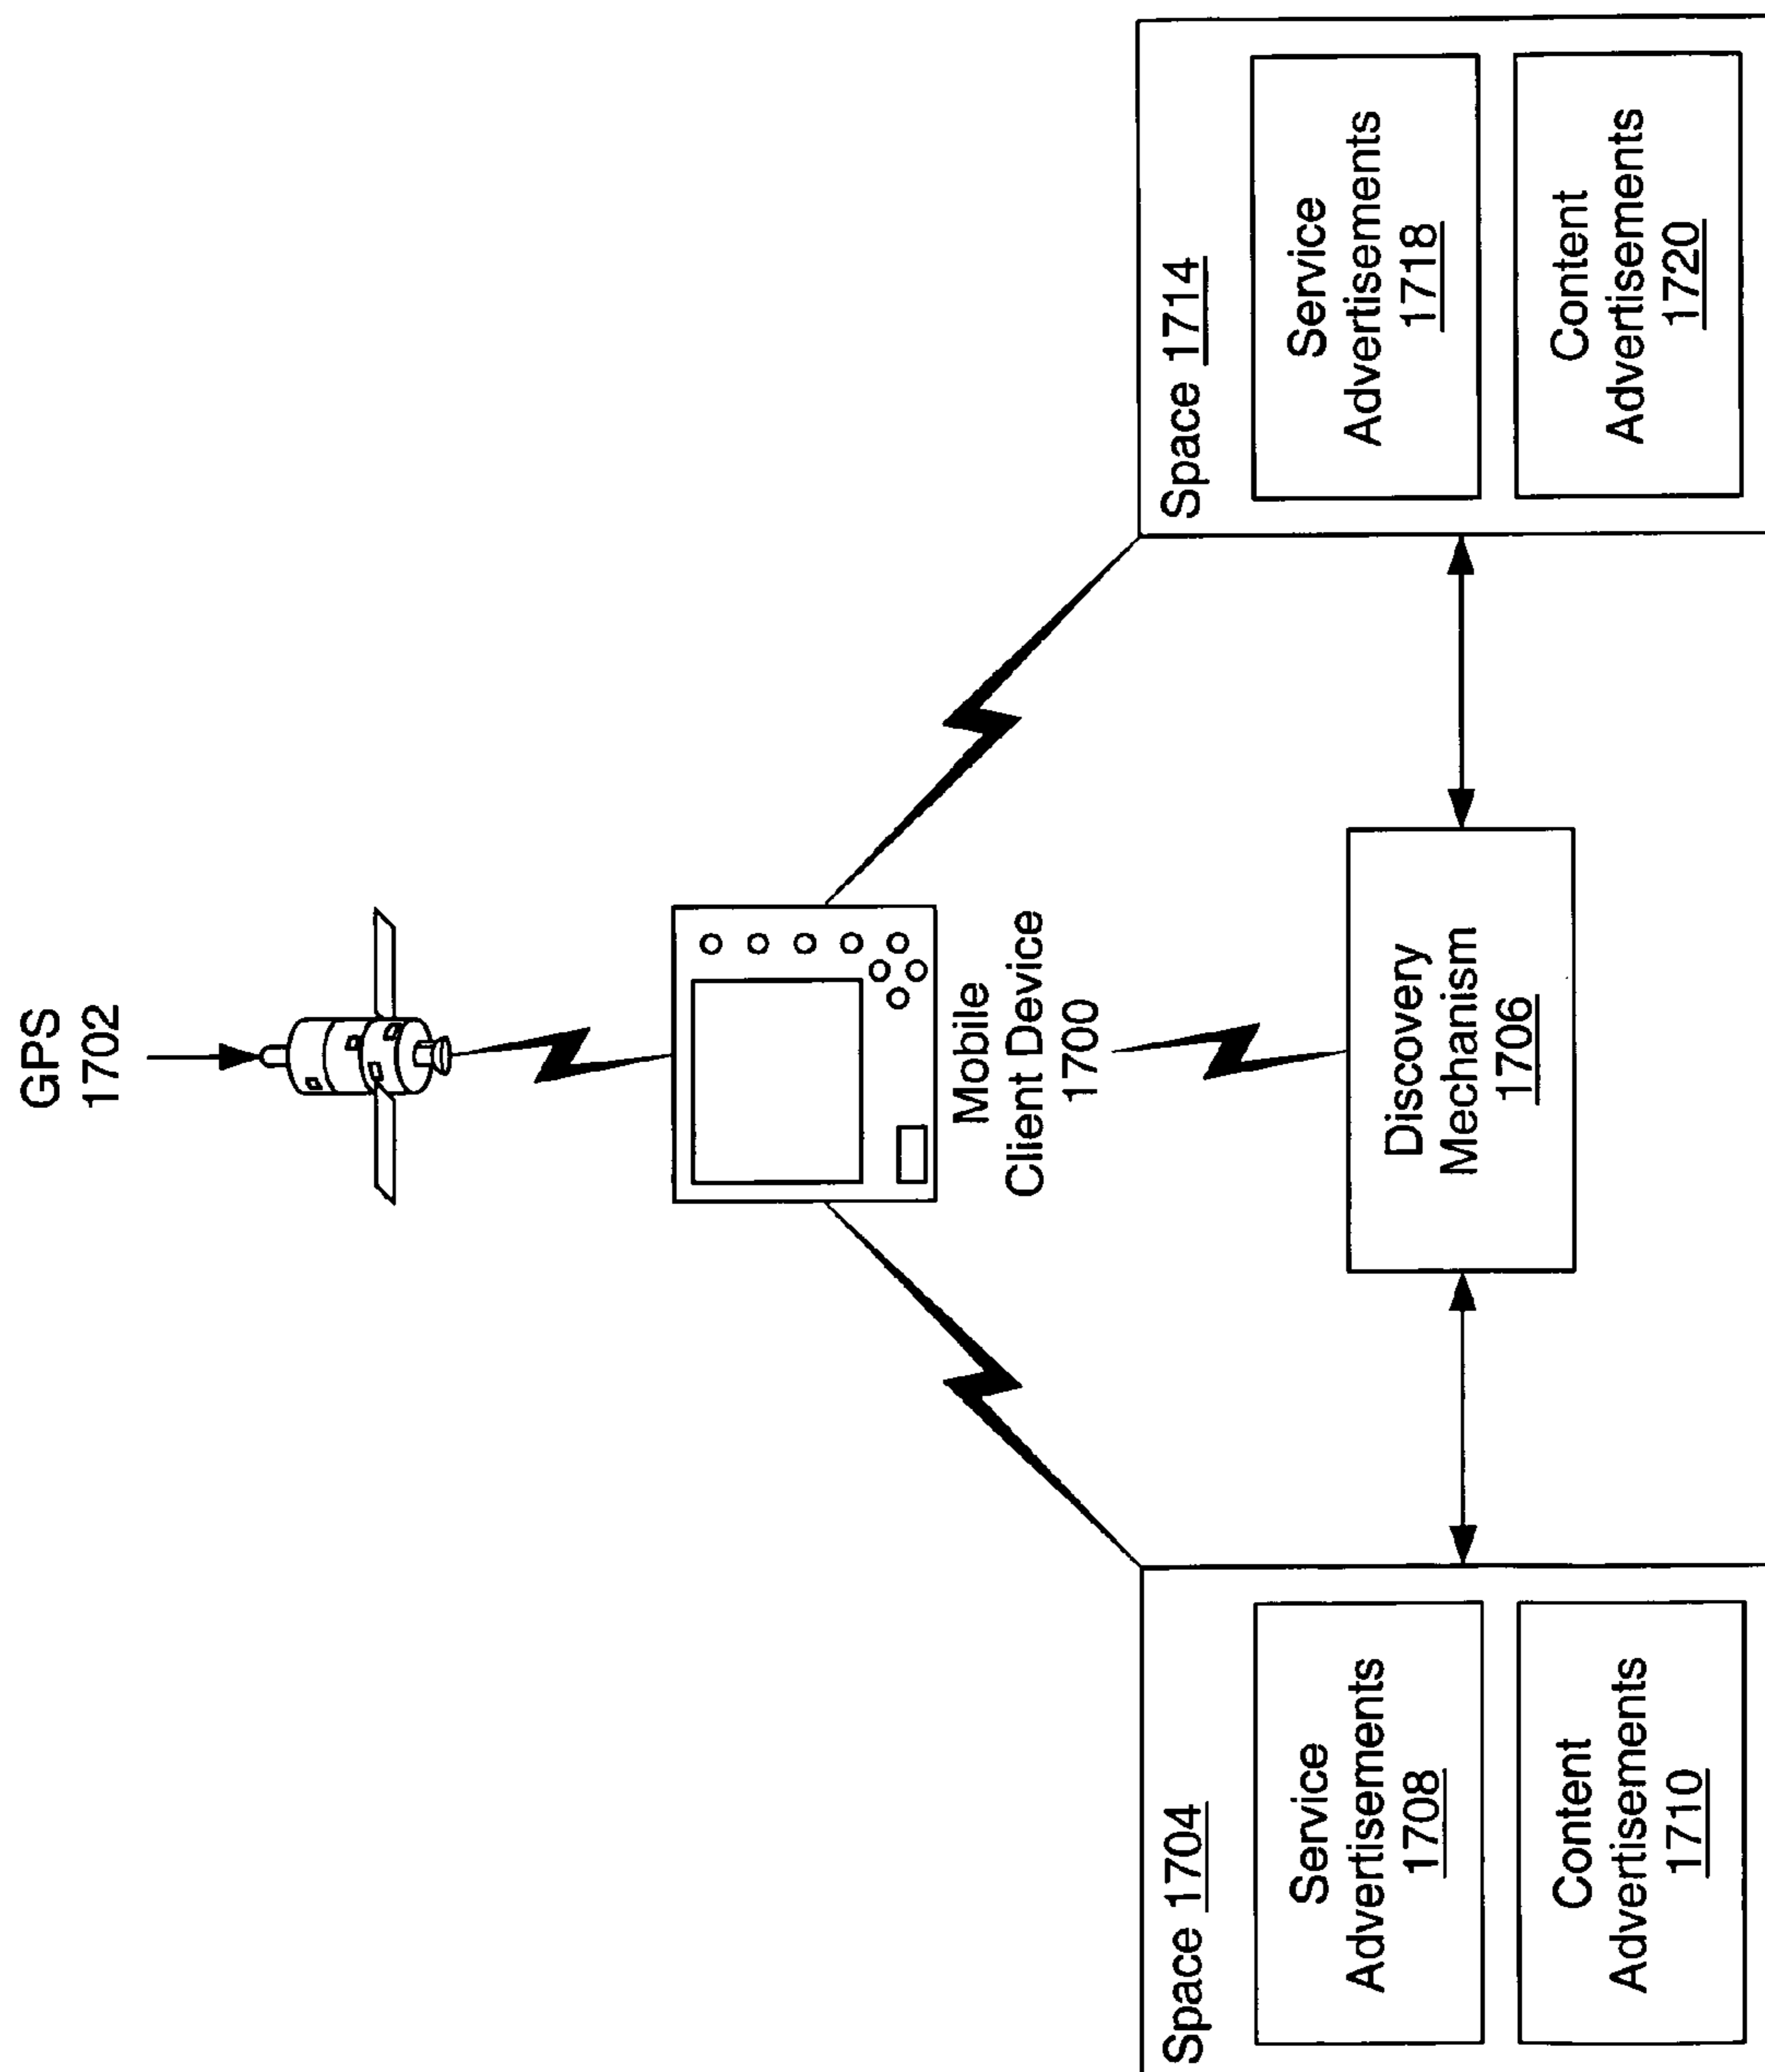 GPS
1702
Mobile
Client Device
1700
Discovery
Mechanism
1706
Space 1704
Service
Advertisements
1708
Content
Advertisements
1710
Space 1714
Service
Advertisements
1718
Content
Advertisements
1720